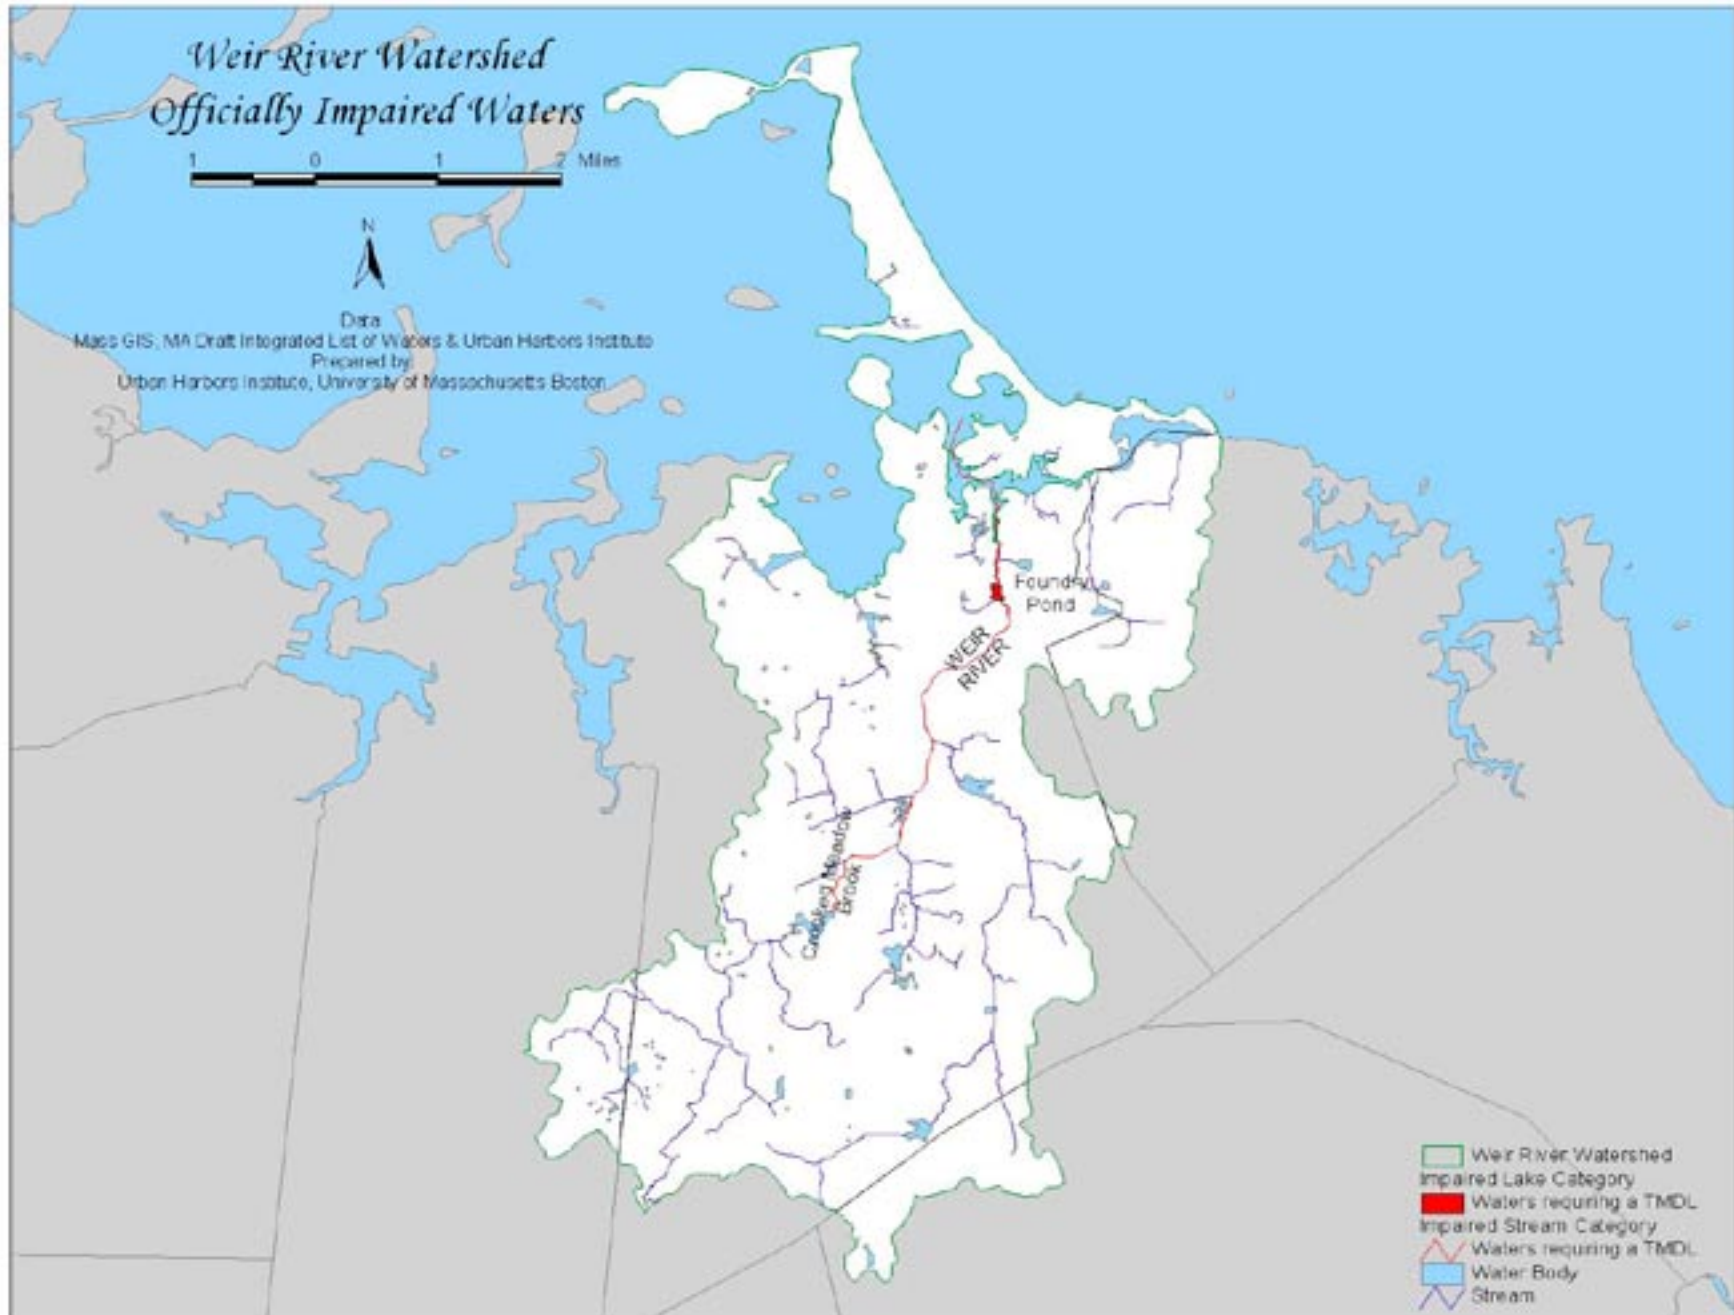 Weir River Watershed
Officially Impaired Waters
1 0 1 2 Miles
N
Data
Mass GIS, MA Draft Integrated List of Waters & Urban Harbors Institute
Prepared by
Urban Harbors Institute, University of Massachusetts Boston
Foundry
Pond
WEIR
RIVER
Crooked Meadow
Brook
Weir River Watershed
Impaired Lake Category
Waters requiring a TMDL
Impaired Stream Category
Waters requiring a TMDL
Water Body
Stream